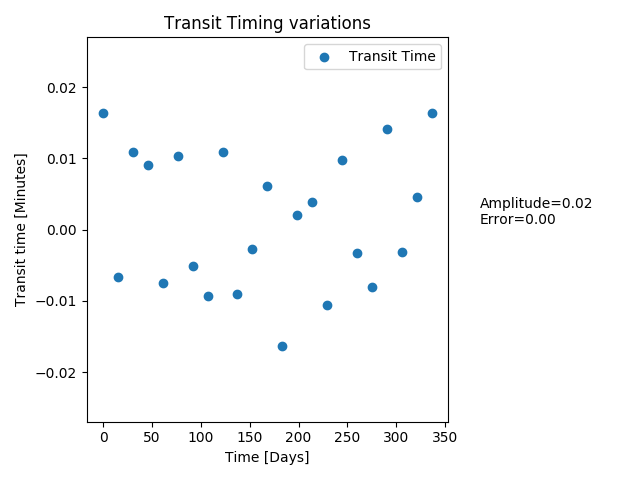 Transit Timing variations
Transit Time
Transit time [Minutes]
0.02
0.01
0.00
−0.01
−0.02
0 50 100 150 200 250 300 350
Time [Days]
Amplitude=0.02
Error=0.00